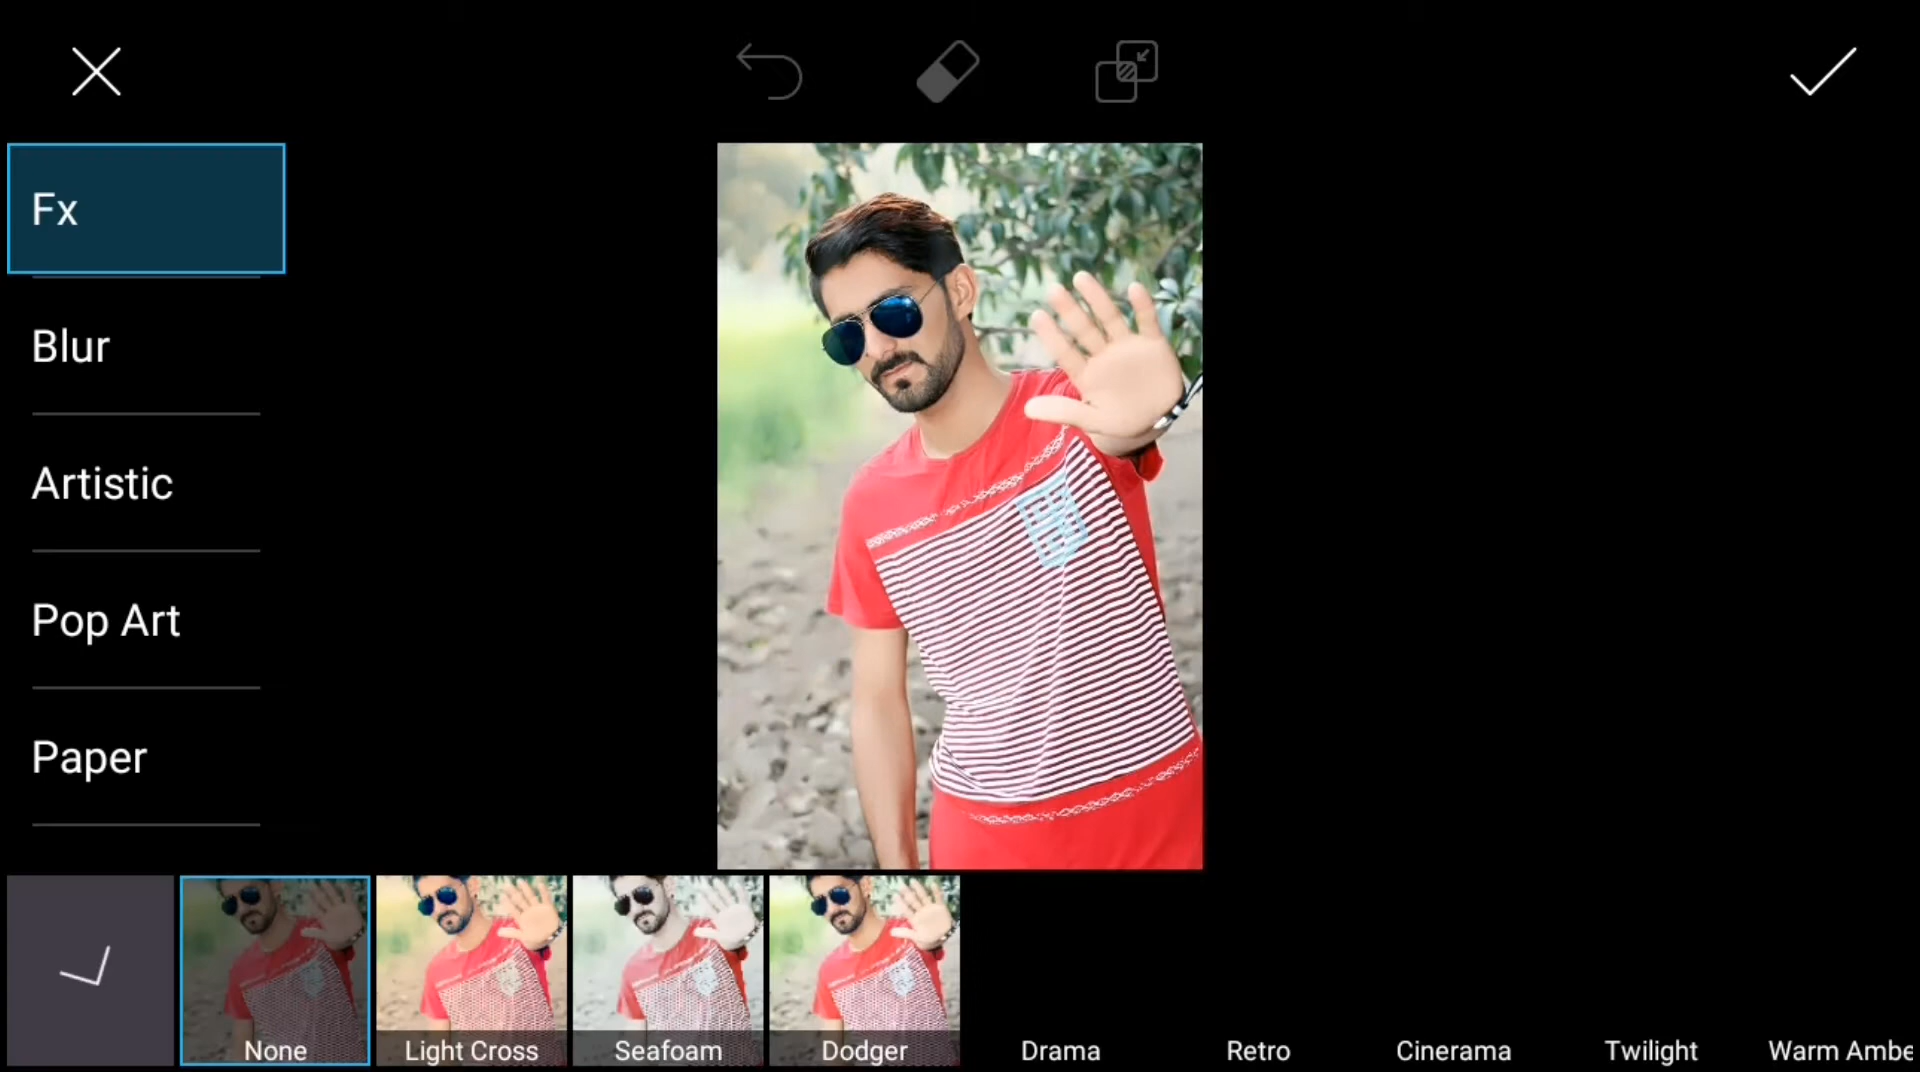 Fx
Blur
Artistic
Pop Art
Paper
None
Light Cross
Seafoam
Dodger
Drama
Retro
Cinerama
Twilight
Warm Ambe